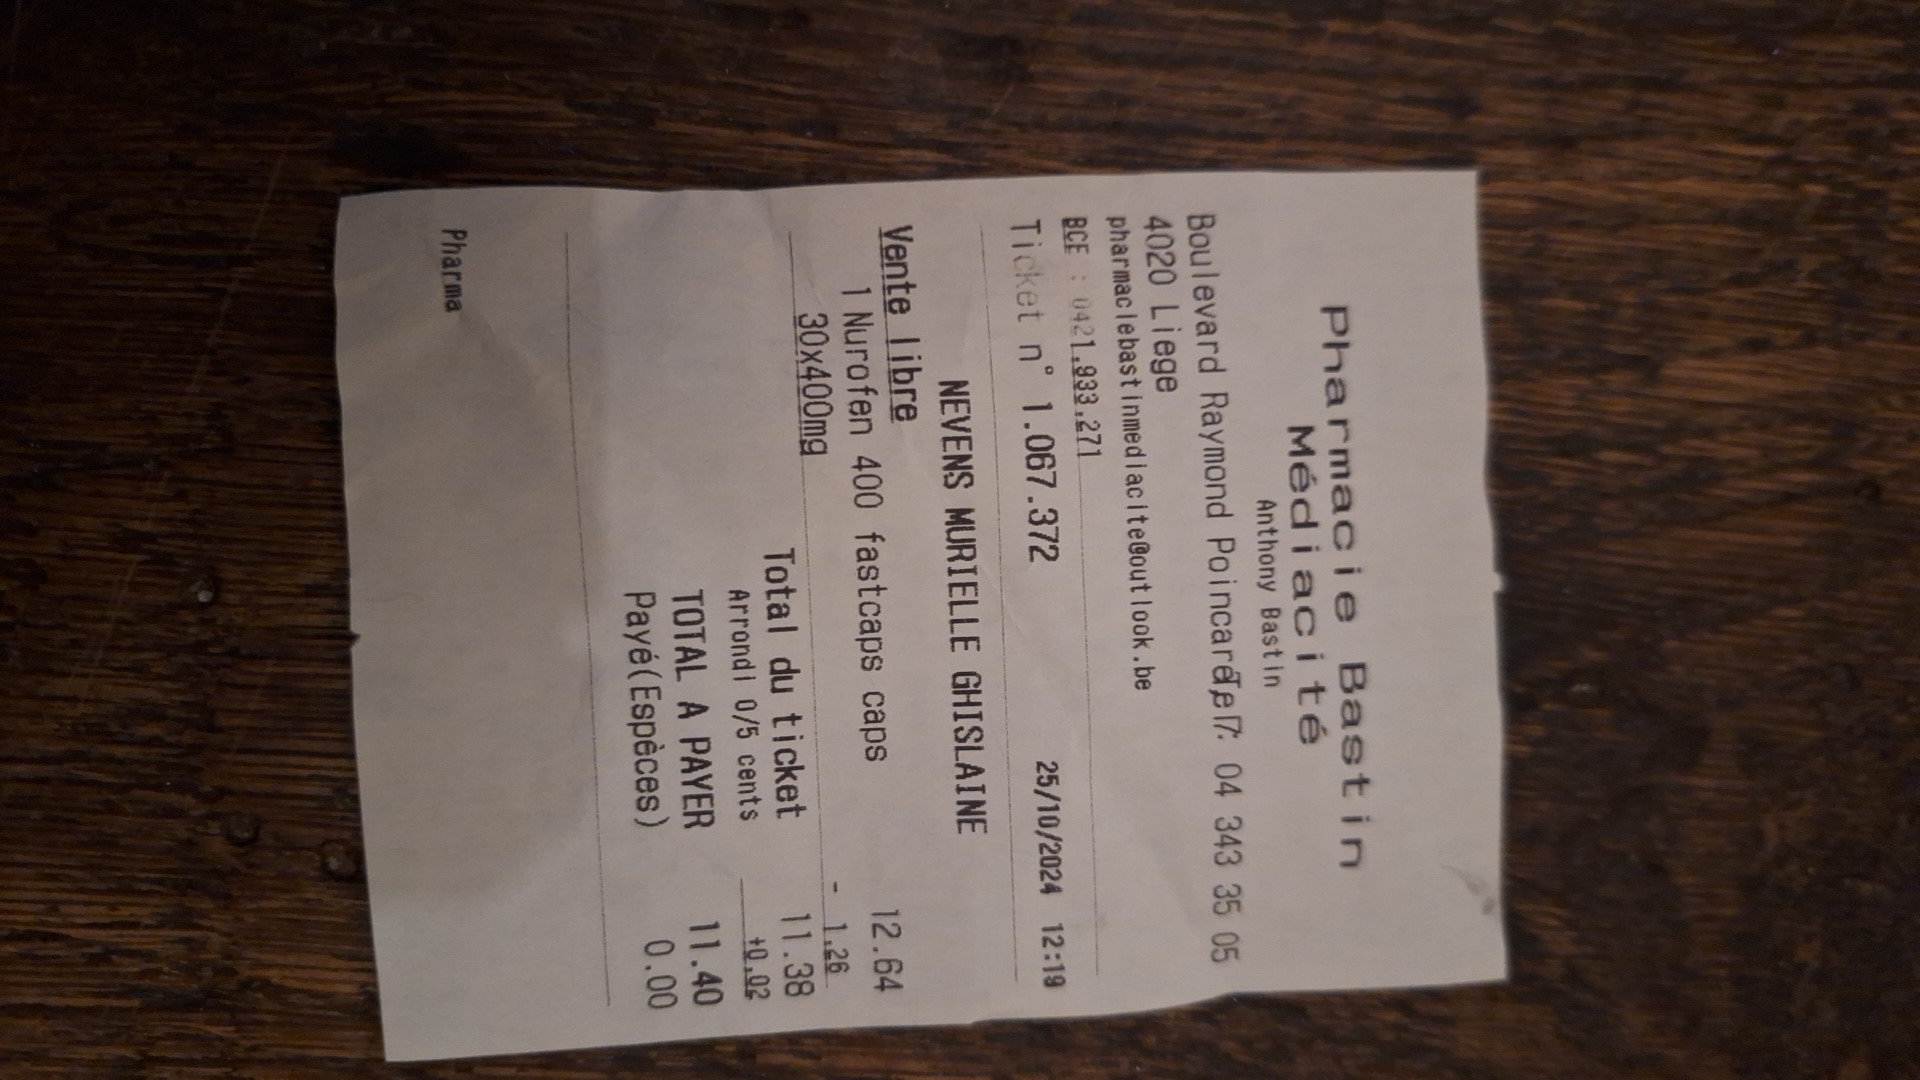 Pharmacie Bastin
Médiacité
Anthony Bastin
Boulevard Raymond Poincaré, 7 Tel: 04 343 35 05
4020 Liege
pharmaciebastinmediacite@outlook.be
BCE : 0421.933.271
Ticket n° 1.067.372 25/10/2024 12:19
NEVENS MURIELLE GHISLAINE
Vente libre
1 Nurofen 400 fastcaps caps 12.64
30x400mg - 1.26
Total du ticket 11.38
Arrondi 0/5 cents +0.02
TOTAL A PAYER 11.40
Payé(Espèces) 0.00
Pharma